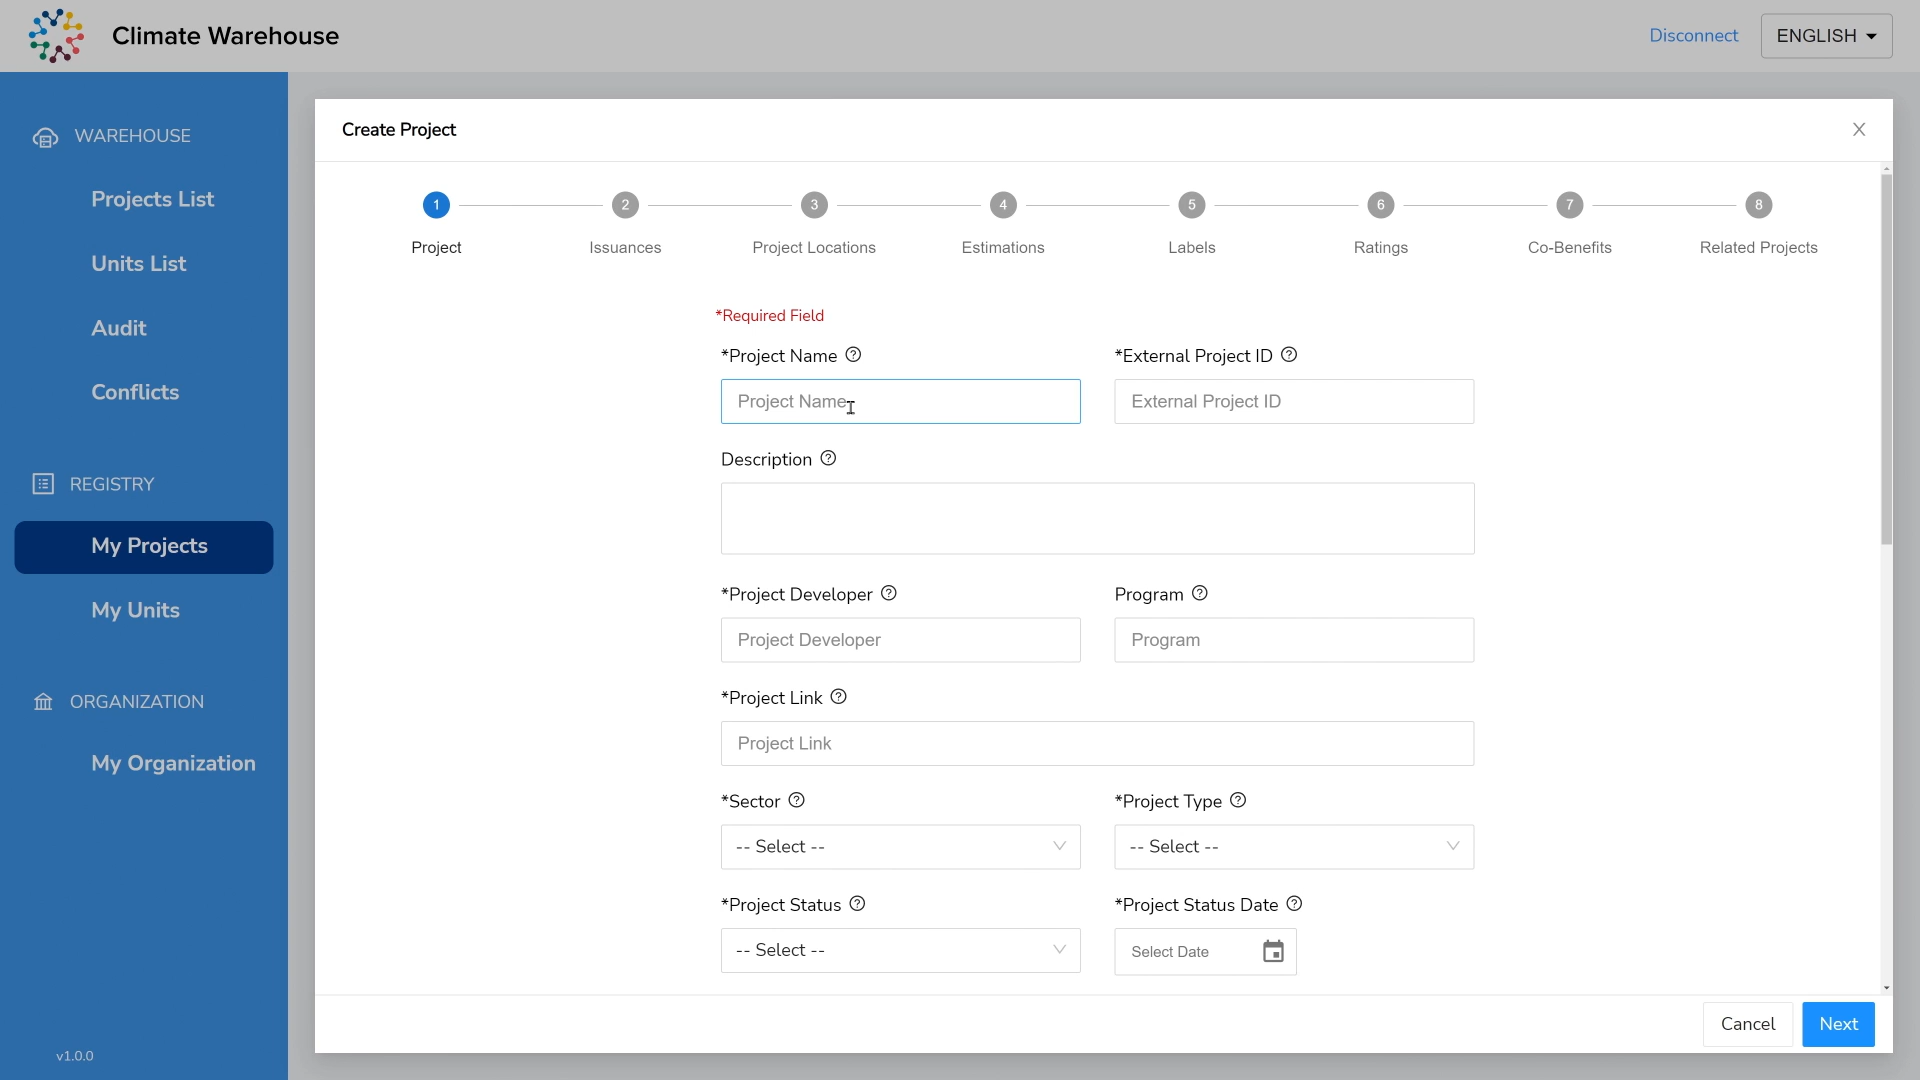 Climate Warehouse
Disconnect
ENGLISH
WAREHOUSE
Projects List
Units List
Audit
Conflicts
REGISTRY
My Projects
My Units
ORGANIZATION
My Organization
v1.0.0
Create Project
1 2 3 4 5 6 7 8
Project Issuances Project Locations Estimations Labels Ratings Co-Benefits Related Projects
*Required Field
*Project Name *External Project ID
Project Name External Project ID
Description
*Project Developer Program
Project Developer Program
*Project Link
Project Link
*Sector *Project Type
-- Select -- -- Select --
*Project Status *Project Status Date
-- Select -- Select Date
Cancel Next